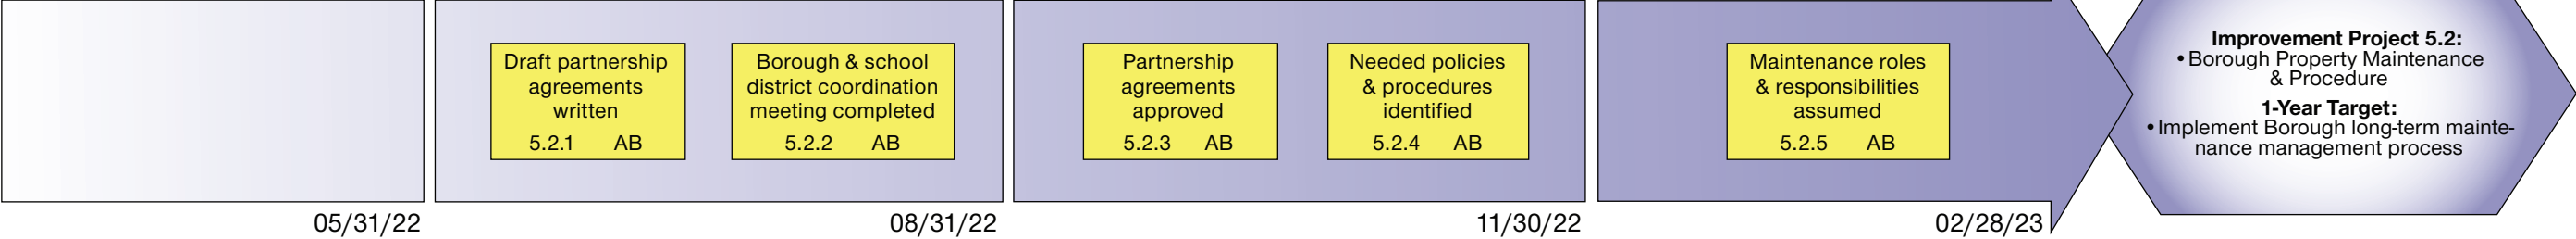 Draft partnership
agreements
written
5.2.1 AB
Borough & school
district coordination
meeting completed
5.2.2 AB
Partnership
agreements
approved
5.2.3 AB
Needed policies
& procedures
identified
5.2.4 AB
Maintenance roles
& responsibilities
assumed
5.2.5 AB
Improvement Project 5.2:
• Borough Property Maintenance
& Procedure
1-Year Target:
• Implement Borough long-term mainte-
nance management process
05/31/22
08/31/22
11/30/22
02/28/23